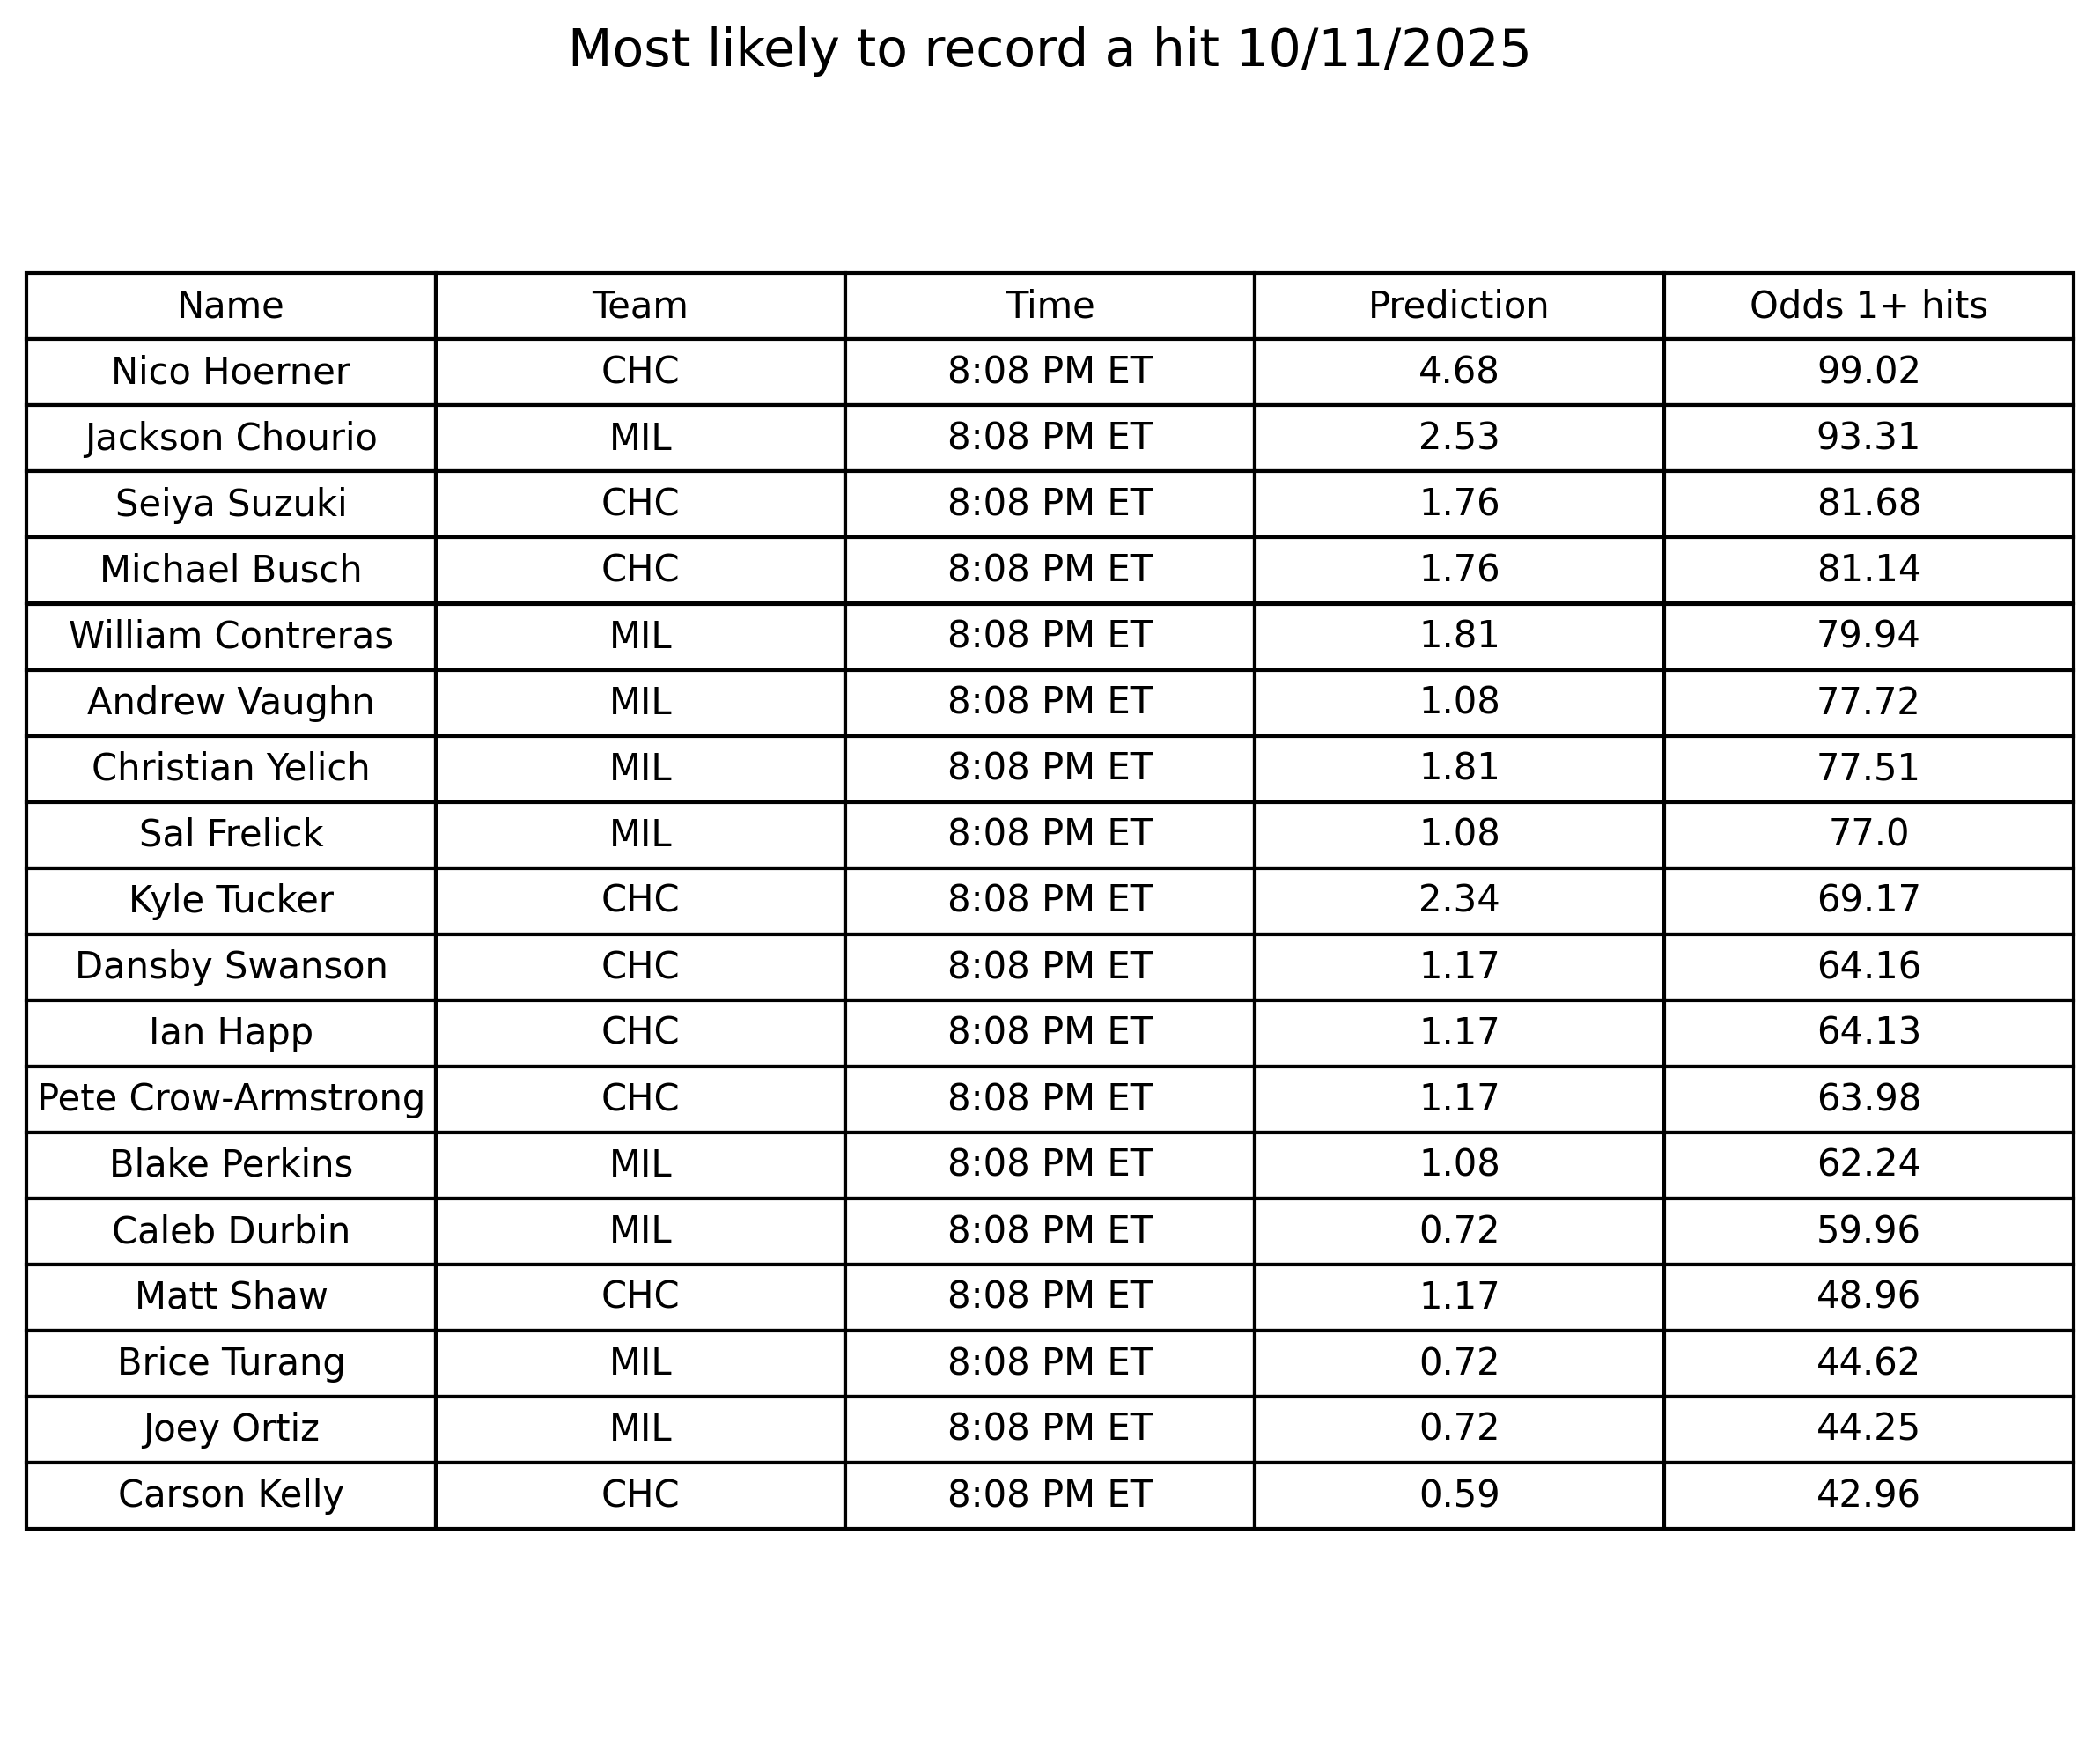 Most likely to record a hit 10/11/2025
Name Team Time Prediction Odds 1+ hits
Nico Hoerner CHC 8:08 PM ET 4.68 99.02
Jackson Chourio MIL 8:08 PM ET 2.53 93.31
Seiya Suzuki CHC 8:08 PM ET 1.76 81.68
Michael Busch CHC 8:08 PM ET 1.76 81.14
William Contreras MIL 8:08 PM ET 1.81 79.94
Andrew Vaughn MIL 8:08 PM ET 1.08 77.72
Christian Yelich MIL 8:08 PM ET 1.81 77.51
Sal Frelick MIL 8:08 PM ET 1.08 77.0
Kyle Tucker CHC 8:08 PM ET 2.34 69.17
Dansby Swanson CHC 8:08 PM ET 1.17 64.16
Ian Happ CHC 8:08 PM ET 1.17 64.13
Pete Crow-Armstrong CHC 8:08 PM ET 1.17 63.98
Blake Perkins MIL 8:08 PM ET 1.08 62.24
Caleb Durbin MIL 8:08 PM ET 0.72 59.96
Matt Shaw CHC 8:08 PM ET 1.17 48.96
Brice Turang MIL 8:08 PM ET 0.72 44.62
Joey Ortiz MIL 8:08 PM ET 0.72 44.25
Carson Kelly CHC 8:08 PM ET 0.59 42.96